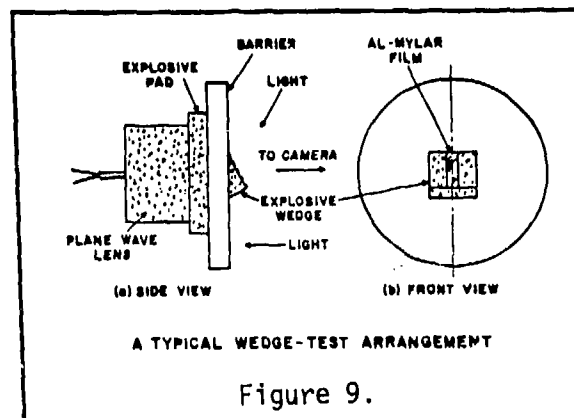 BARRIER
EXPLOSIVE
PAD
LIGHT
AL-MYLAR
FILM
TO CAMERA
EXPLOSIVE
WEDGE
PLANE WAVE
LENS
LIGHT
(a) SIDE VIEW
(b) FRONT VIEW
A TYPICAL WEDGE-TEST ARRANGEMENT
Figure 9.